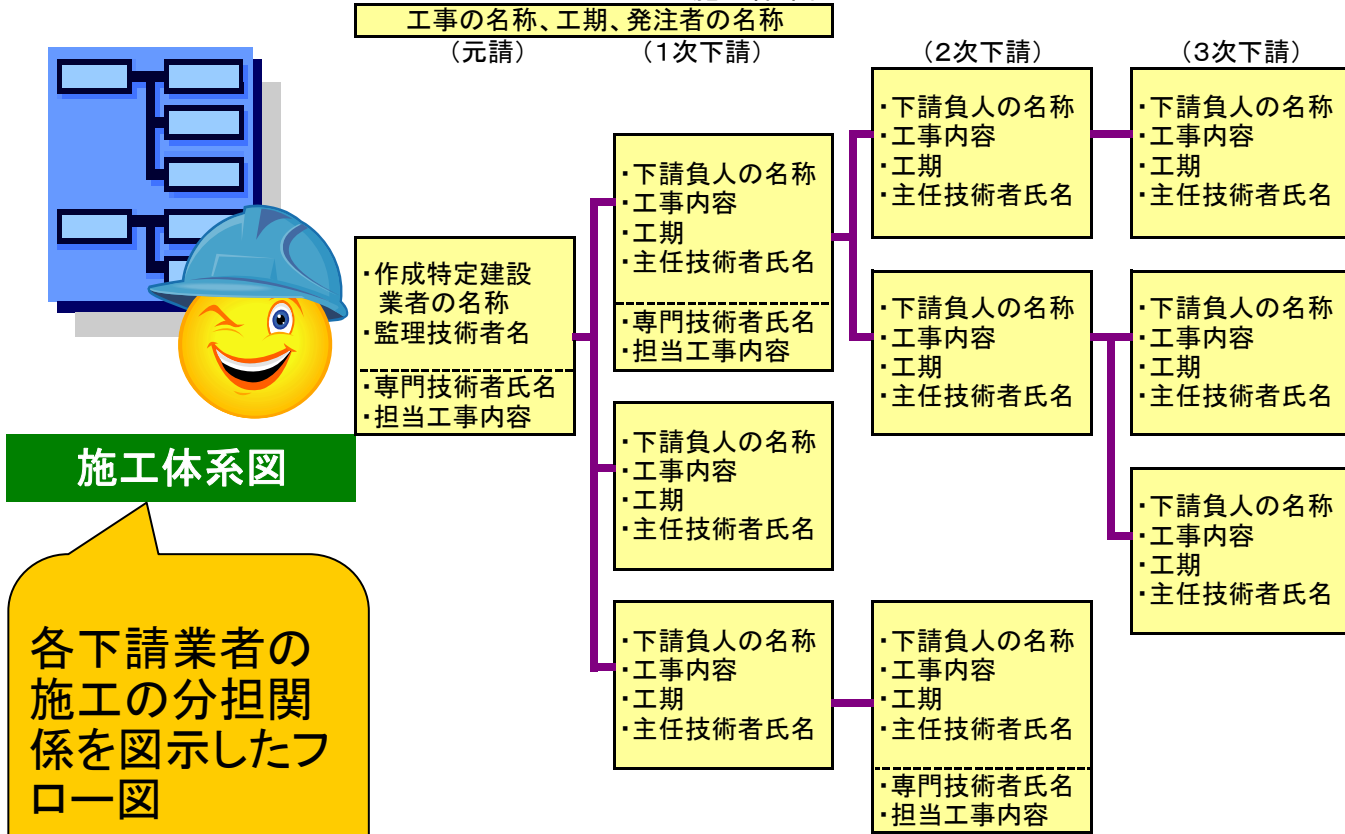 工事の名称、工期、発注者の名称
（元請）
（1次下請）
（2次下請）
（3次下請）
・作成特定建設
業者の名称
・監理技術者名
・専門技術者氏名
・担当工事内容
・下請負人の名称
・工事内容
・工期
・主任技術者氏名
・専門技術者氏名
・担当工事内容
・下請負人の名称
・工事内容
・工期
・主任技術者氏名
・下請負人の名称
・工事内容
・工期
・主任技術者氏名
・下請負人の名称
・工事内容
・工期
・主任技術者氏名
・下請負人の名称
・工事内容
・工期
・主任技術者氏名
・下請負人の名称
・工事内容
・工期
・主任技術者氏名
・専門技術者氏名
・担当工事内容
・下請負人の名称
・工事内容
・工期
・主任技術者氏名
・下請負人の名称
・工事内容
・工期
・主任技術者氏名
・下請負人の名称
・工事内容
・工期
・主任技術者氏名
施工体系図
各下請業者の
施工の分担関
係を図示したフ
ロー図